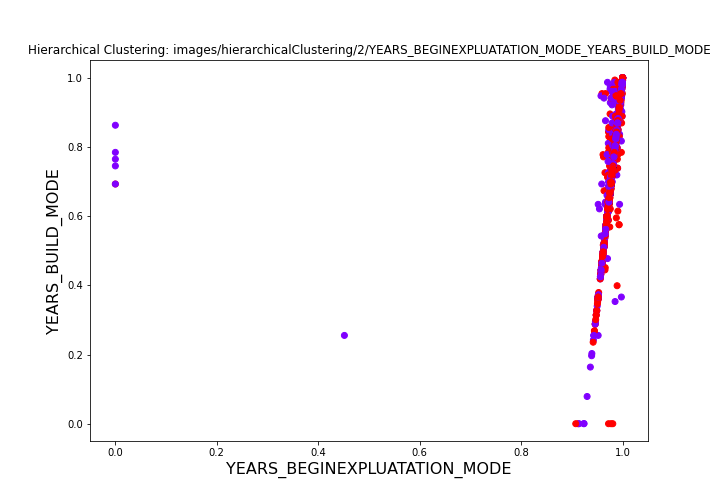 Hierarchical Clustering: images/hierarchicalClustering/2/YEARS_BEGINEXPLUATATION_MODE_YEARS_BUILD_MODE
1.0
0.8
0.6
0.4
0.2
0.0
YEARS_BUILD_MODE
0.0 0.2 0.4 0.6 0.8 1.0
YEARS_BEGINEXPLUATATION_MODE